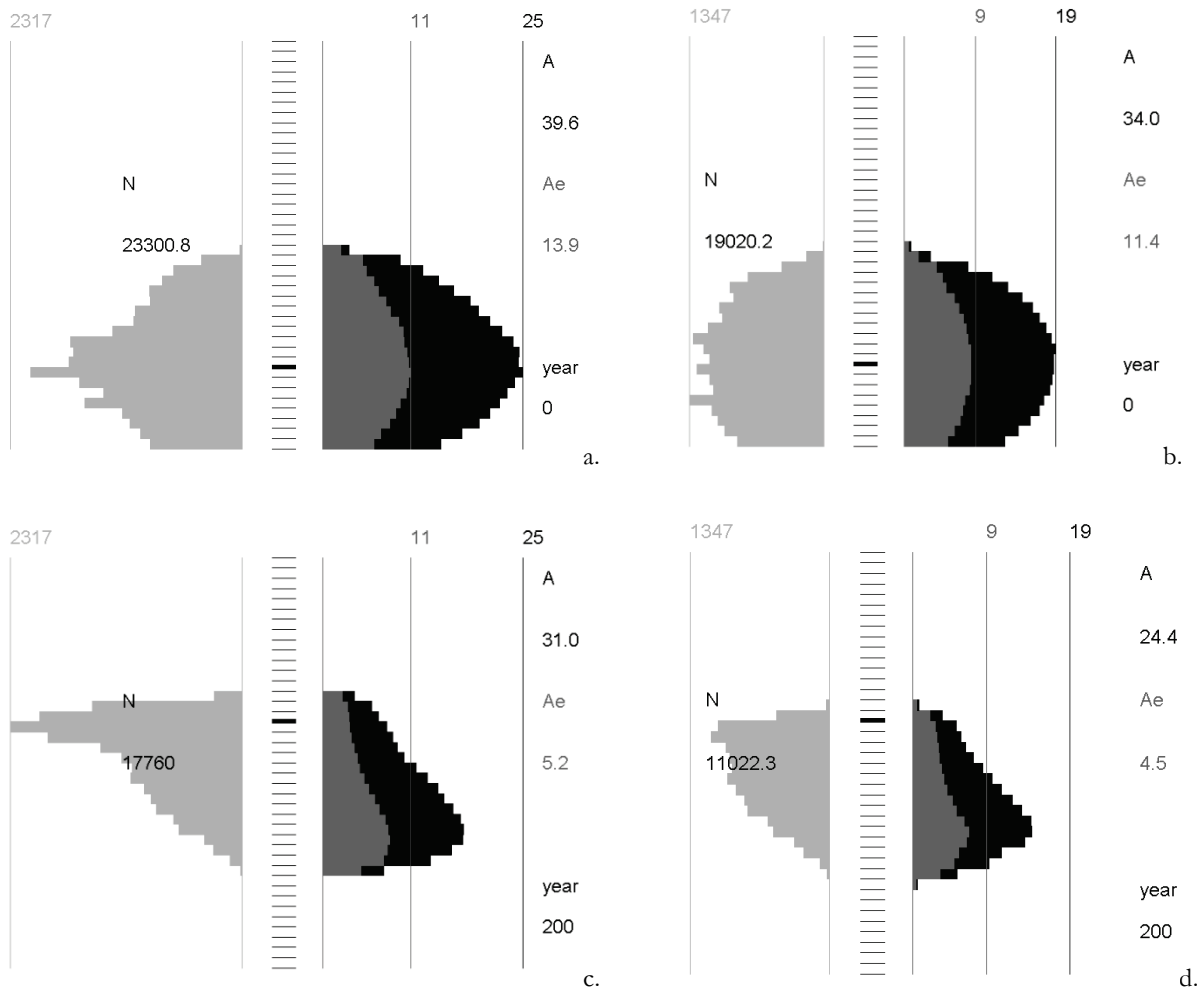 2317 11 25
A
39.6
N
Ae
23300.8
13.9
year
0
a.
1347 9 19
A
34.0
N
Ae
19020.2
11.4
year
0
b.
2317 11 25
A
31.0
N
Ae
17760
5.2
year
200
c.
1347 9 19
A
24.4
N
Ae
11022.3
4.5
year
200
d.